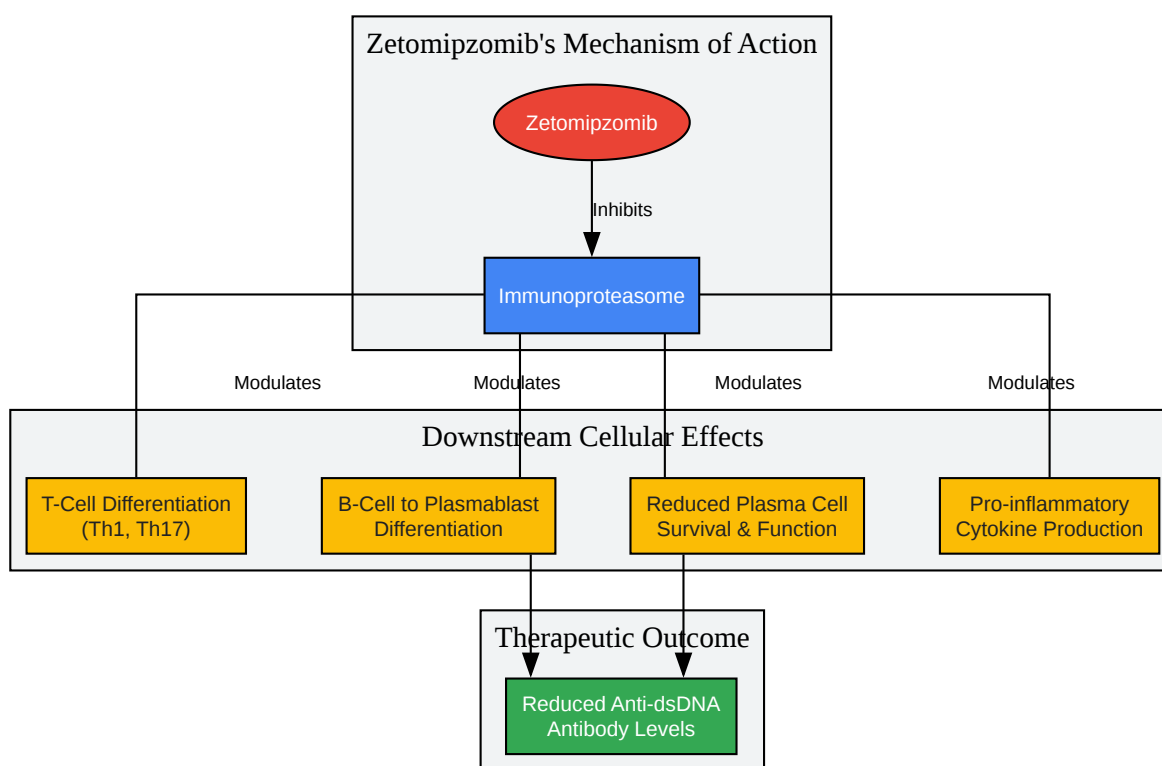 Zetomipzomib's Mechanism of Action
Zetomipzomib
Inhibits
Immunoproteasome
Modulates
Modulates
Modulates
Modulates
Downstream Cellular Effects
T-Cell Differentiation
(Th1, Th17)
B-Cell to Plasmablast
Differentiation
Reduced Plasma Cell
Survival & Function
Pro-inflammatory
Cytokine Production
Therapeutic Outcome
Reduced Anti-dsDNA
Antibody Levels